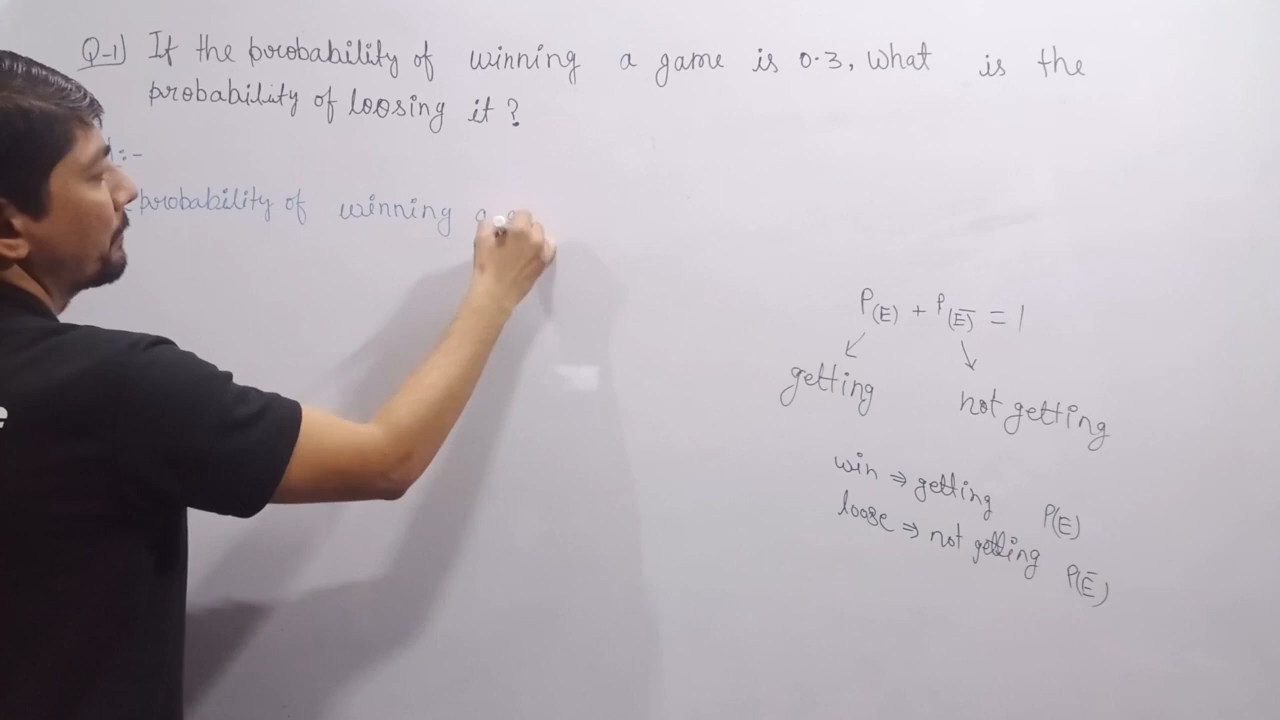 Q-1) If the probability of winning a game is 0.3, what is the
probability of loosing it?
:-
probability of winning a
P(E) + P(E̅) = 1
getting
not getting
win ⇒ getting P(E)
loose ⇒ not getting P(E̅)